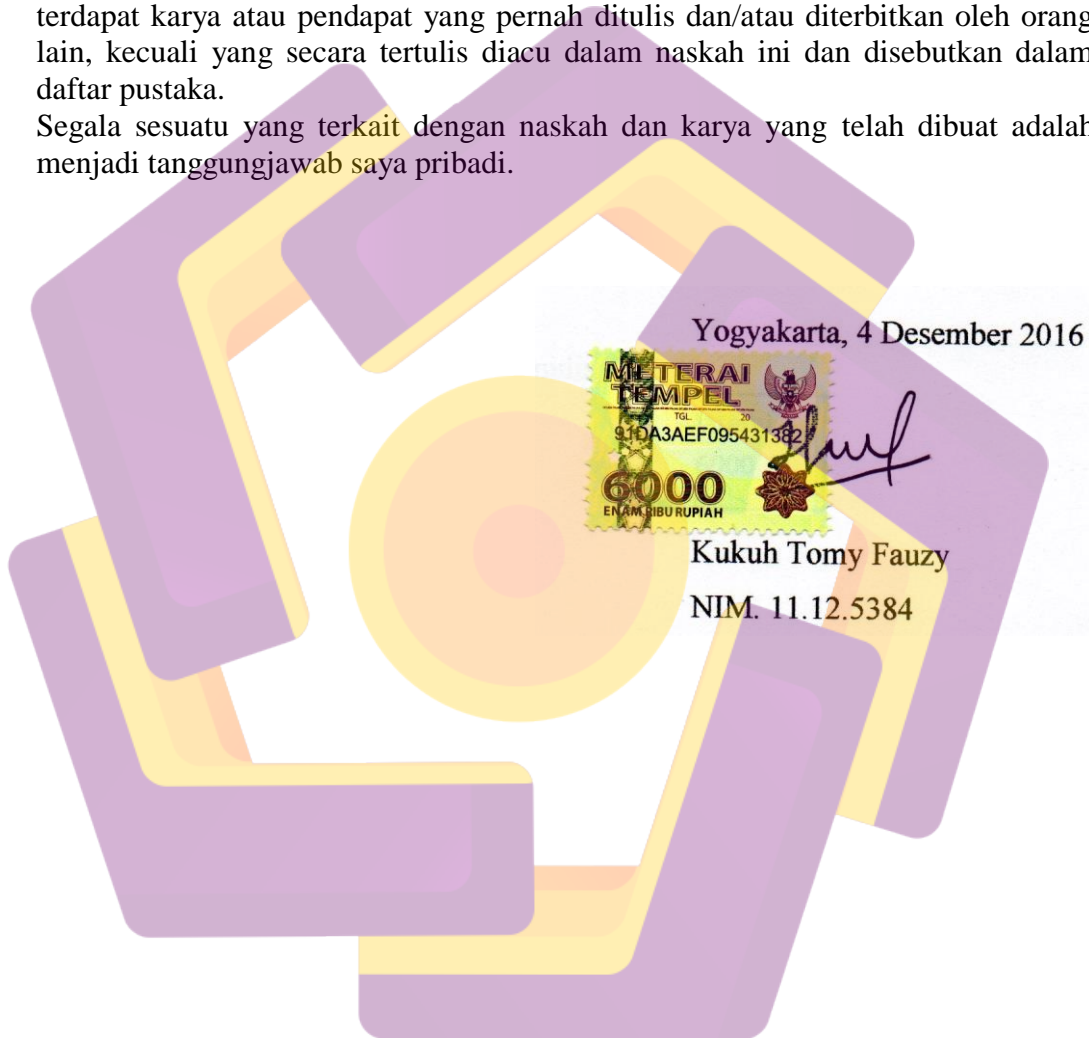 terdapat karya atau pendapat yang pernah ditulis dan/atau diterbitkan oleh orang
lain, kecuali yang secara tertulis diacu dalam naskah ini dan disebutkan dalam
daftar pustaka.
Segala sesuatu yang terkait dengan naskah dan karya yang telah dibuat adalah
menjadi tanggungjawab saya pribadi.
Yogyakarta, 4 Desember 2016
METERAI
TEMPEL
TGL. 20
91DA3AEF095431382
6000
ENAM RIBU RUPIAH
Kukuh Tomy Fauzy
NIM. 11.12.5384